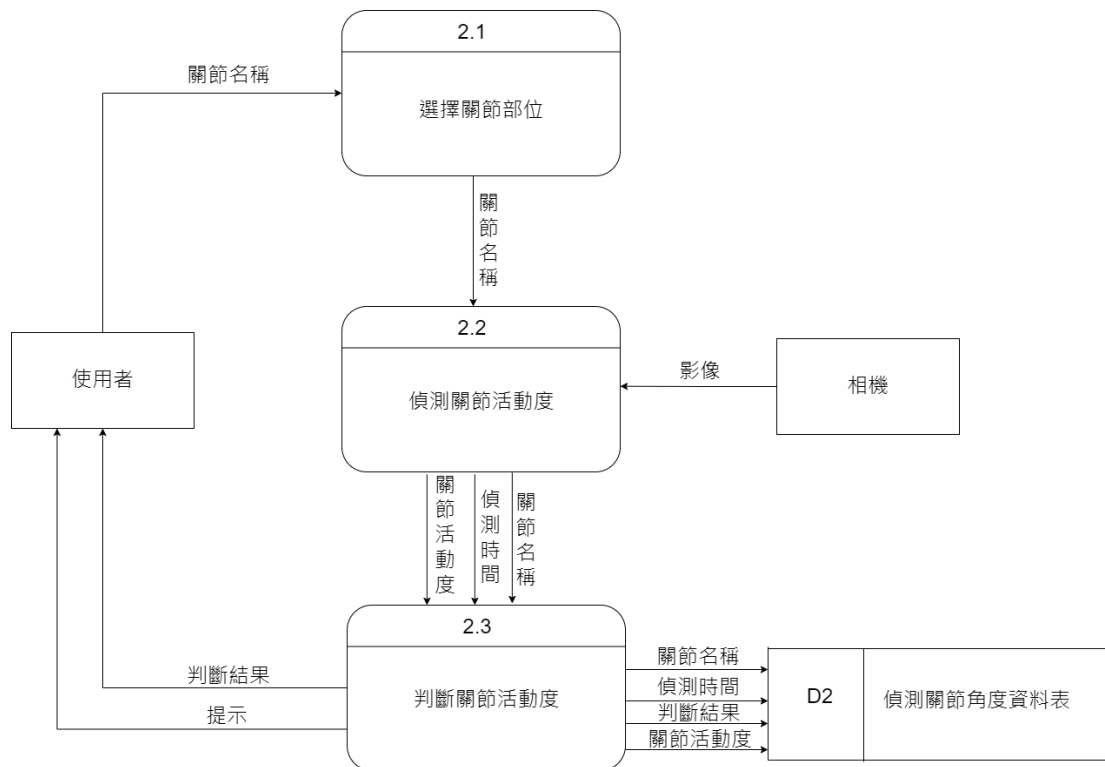 2.1
關節名稱
選擇關節部位
關節名稱
2.2
使用者
偵測關節活動度
影像
相機
關節活動度
偵測時間
關節名稱
2.3
判斷關節活動度
判斷結果
提示
關節名稱
偵測時間
判斷結果
關節活動度
D2
偵測關節角度資料表